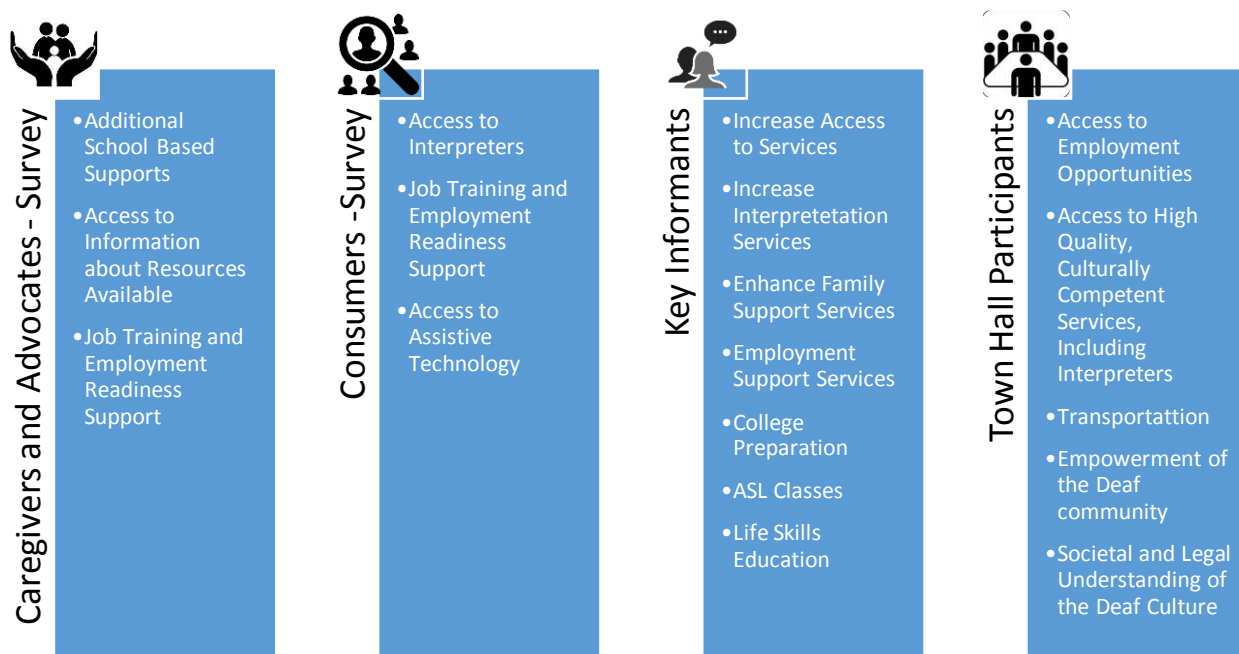 Caregivers and Advocates - Survey
•Additional
School Based
Supports
•Access to
Information
about Resources
Available
•Job Training and
Employment
Readiness
Support
Consumers -Survey
•Access to
Interpreters
•Job Training and
Employment
Readiness
Support
•Access to
Assistive
Technology
Key Informants
•Increase Access
to Services
•Increase
Interpretetation
Services
•Enhance Family
Support Services
•Employment
Support Services
•College
Preparation
•ASL Classes
•Life Skills
Education
Town Hall Participants
•Access to
Employment
Opportunities
•Access to High
Quality,
Culturally
Competent
Services,
Including
Interpreters
•Transportattion
•Empowerment of
the Deaf
community
•Societal and Legal
Understanding of
the Deaf Culture